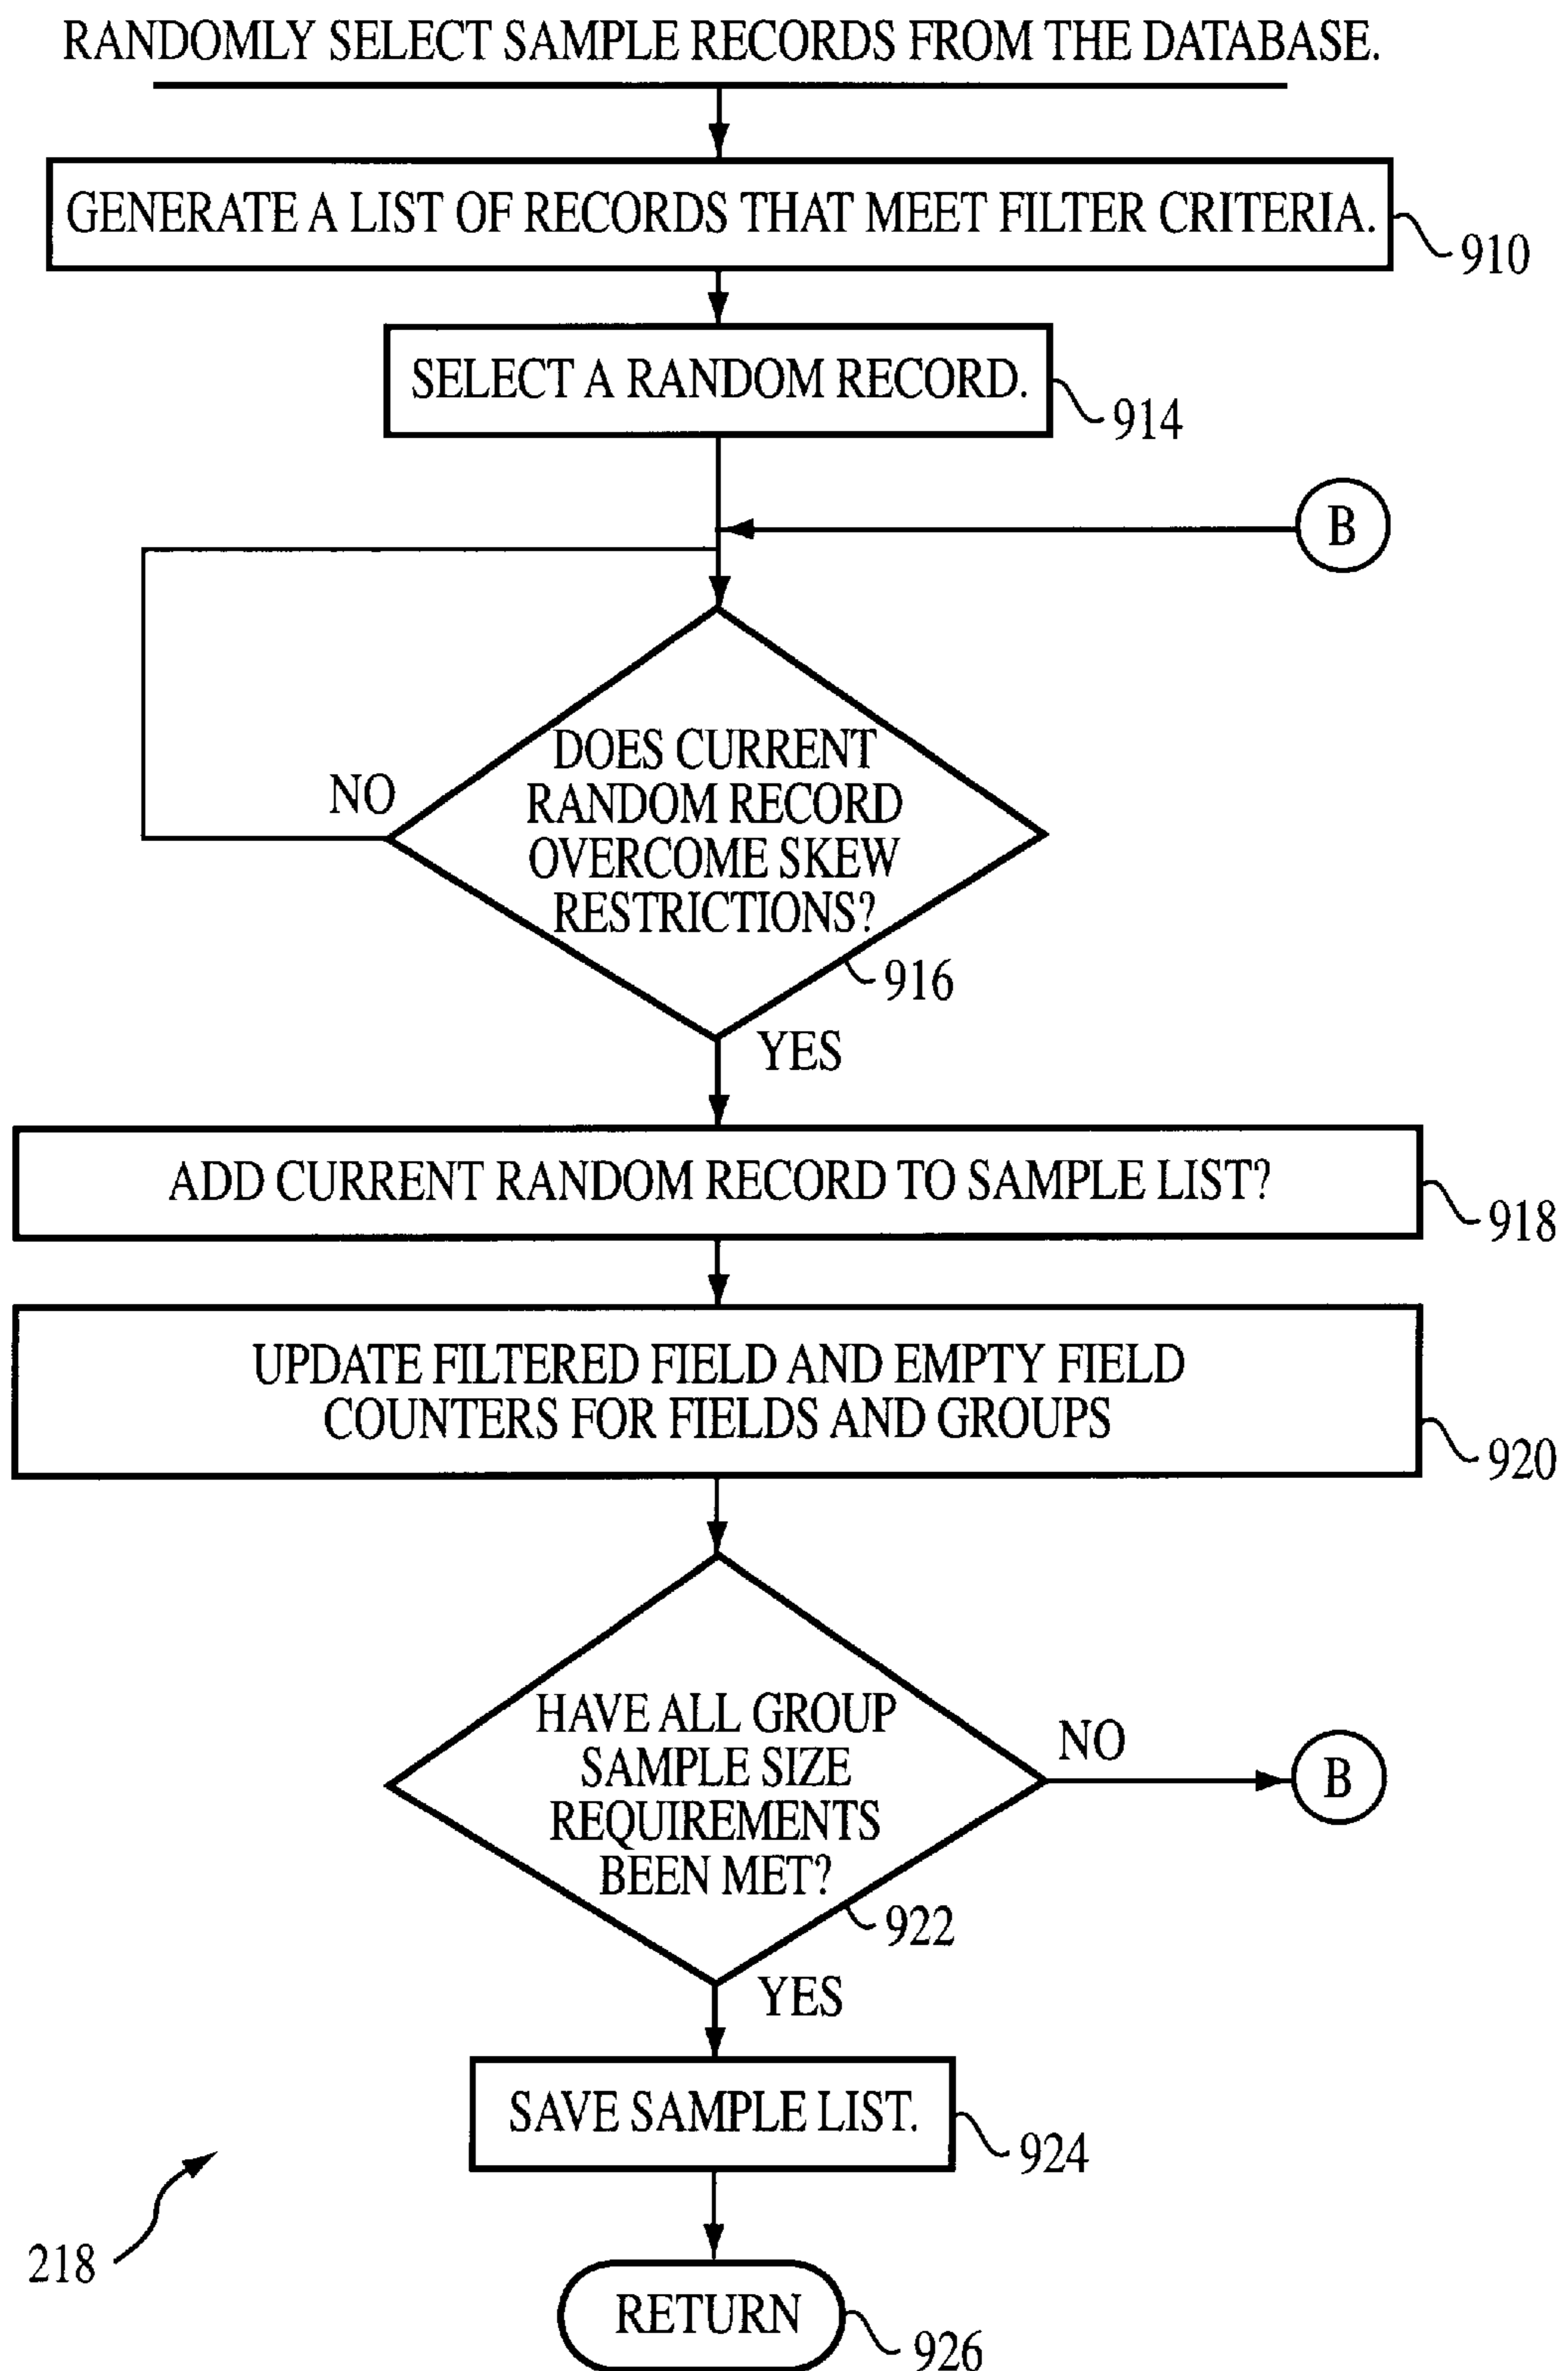 RANDOMLY SELECT SAMPLE RECORDS FROM THE DATABASE.
GENERATE A LIST OF RECORDS THAT MEET FILTER CRITERIA.
910
SELECT A RANDOM RECORD.
914
B
DOES CURRENT
RANDOM RECORD
OVERCOME SKEW
RESTRICTIONS?
NO
916
YES
ADD CURRENT RANDOM RECORD TO SAMPLE LIST?
918
UPDATE FILTERED FIELD AND EMPTY FIELD
COUNTERS FOR FIELDS AND GROUPS
920
HAVE ALL GROUP
SAMPLE SIZE
REQUIREMENTS
BEEN MET?
NO
B
922
YES
SAVE SAMPLE LIST.
924
218
RETURN
926